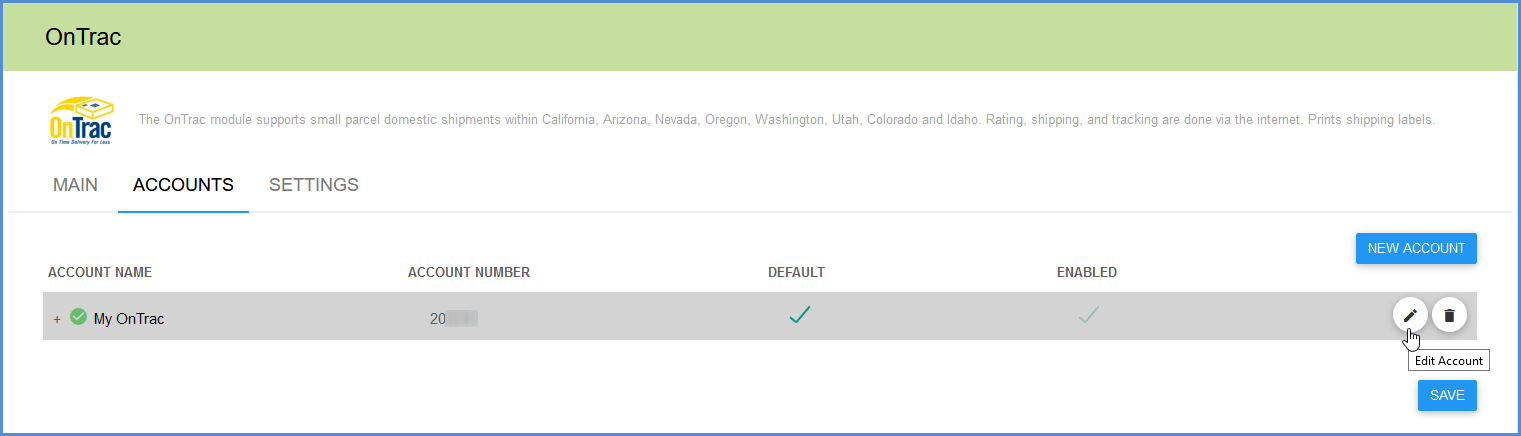 OnTrac
OnTrac
On Time Delivery For Less
The OnTrac module supports small parcel domestic shipments within California, Arizona, Nevada, Oregon, Washington, Utah, Colorado and Idaho. Rating, shipping, and tracking are done via the internet. Prints shipping labels.
MAIN ACCOUNTS SETTINGS
NEW ACCOUNT
ACCOUNT NAME ACCOUNT NUMBER DEFAULT ENABLED
+ My OnTrac 20
Edit Account
SAVE